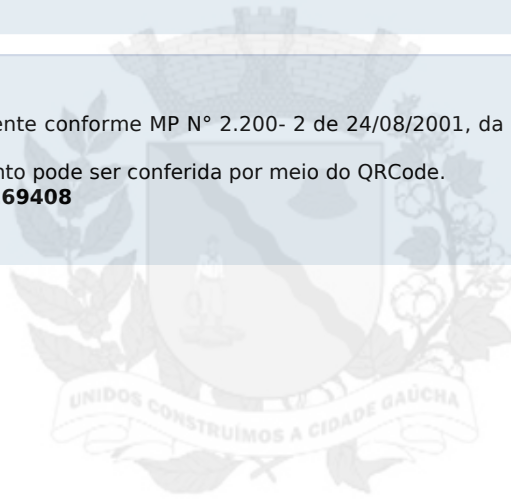 ente conforme MP N° 2.200- 2 de 24/08/2001, da
nto pode ser conferida por meio do QRCode.
69408
UNIDOS CONSTRUÍMOS A CIDADE GAÚCHA